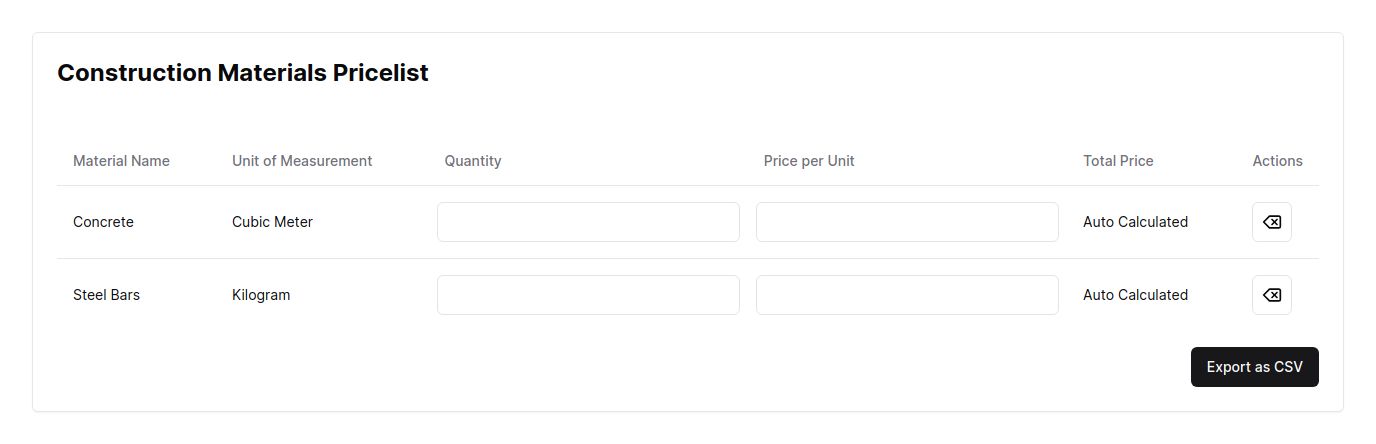 Construction Materials Pricelist
Material Name Unit of Measurement Quantity Price per Unit Total Price Actions
Concrete Cubic Meter Auto Calculated
Steel Bars Kilogram Auto Calculated
Export as CSV